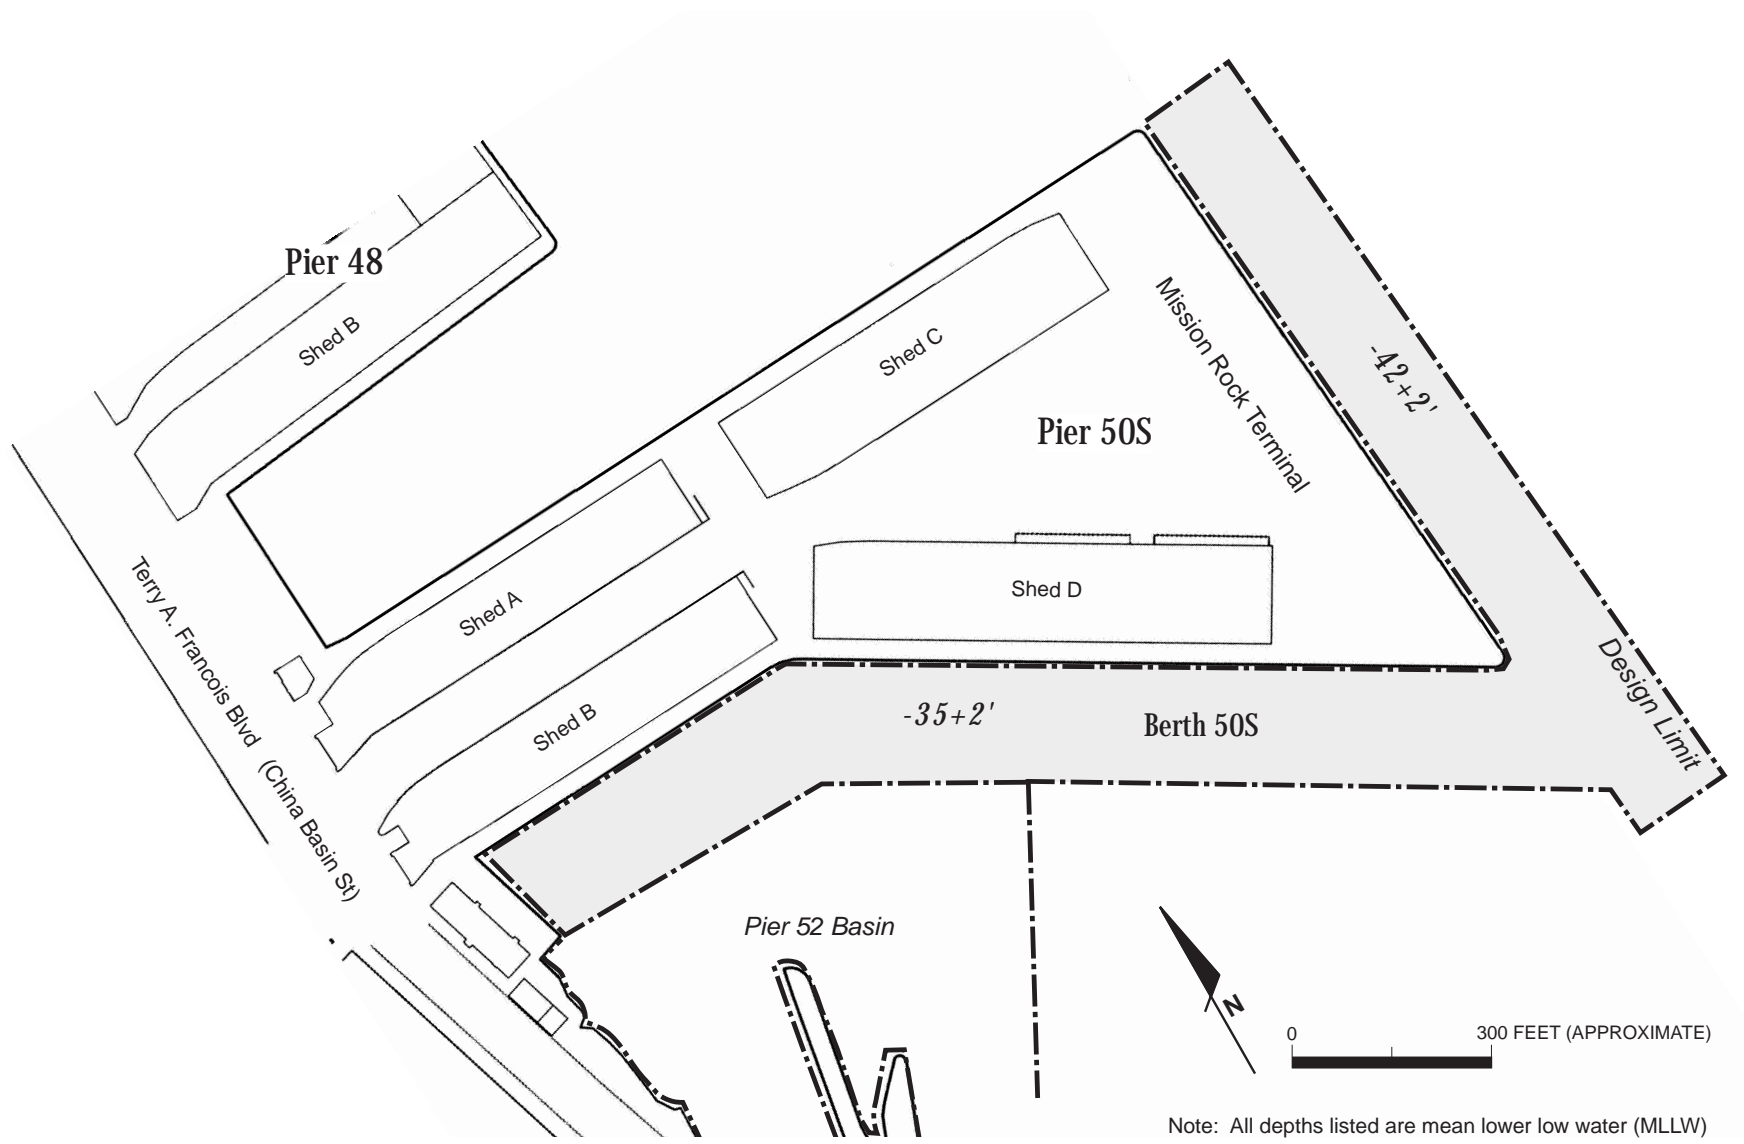 Pier 48
Shed B
Shed C
Mission Rock Terminal
-42+2'
Pier 50S
Shed A
Shed D
Terry A. Francois Blvd (China Basin St)
Shed B
-35+2'
Berth 50S
Design Limit
Pier 52 Basin
N
0
300 FEET (APPROXIMATE)
Note: All depths listed are mean lower low water (MLLW)